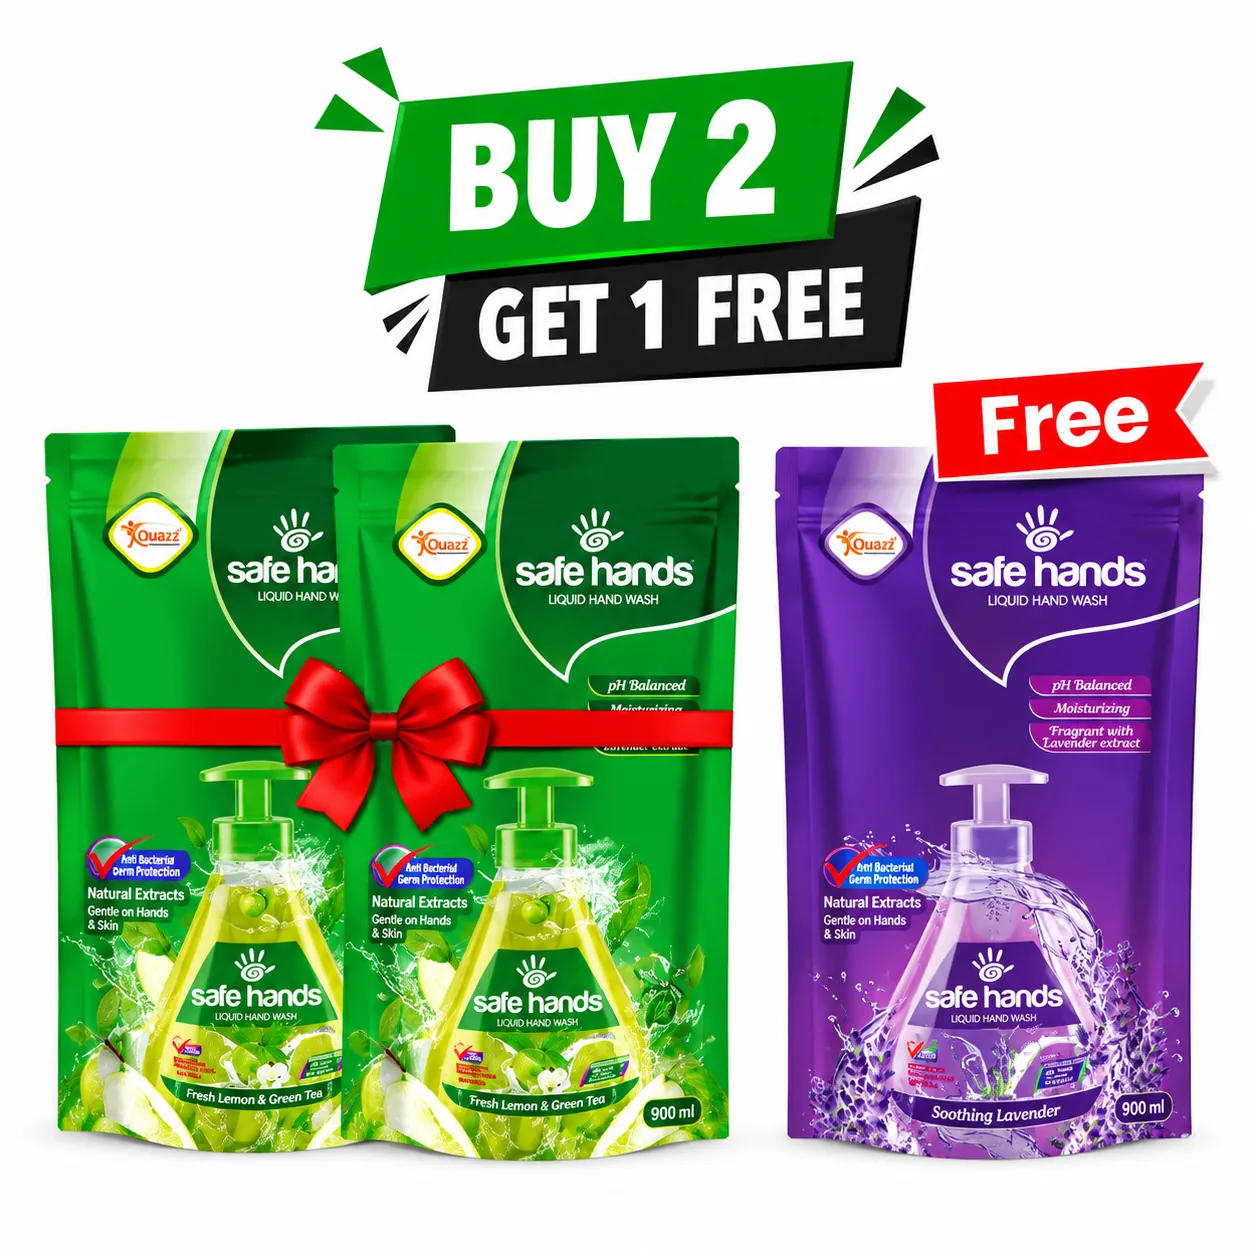 BUY 2
GET 1 FREE
Free
Quazz
safe ha
LIQUID HAND W
Anti Bacterial
Germ Protection
Natural Extracts
Gentle on Hands
& Skin
safe hands
LIQUID HAND WASH
Fresh Lemon & Green Tea
Quazz
safe hands
LIQUID HAND WASH
pH Balanced
Moisturizing
Anti Bacterial
Germ Protection
Natural Extracts
Gentle on Hands
& Skin
safe hands
LIQUID HAND WASH
Fresh Lemon & Green Tea
900 ml
Quazz
safe hands
LIQUID HAND WASH
pH Balanced
Moisturizing
Fragrant with
Lavender extract
Anti Bacterial
Germ Protection
Natural Extracts
Gentle on Hands
& Skin
safe hands
LIQUID HAND WASH
Soothing Lavender
900 ml